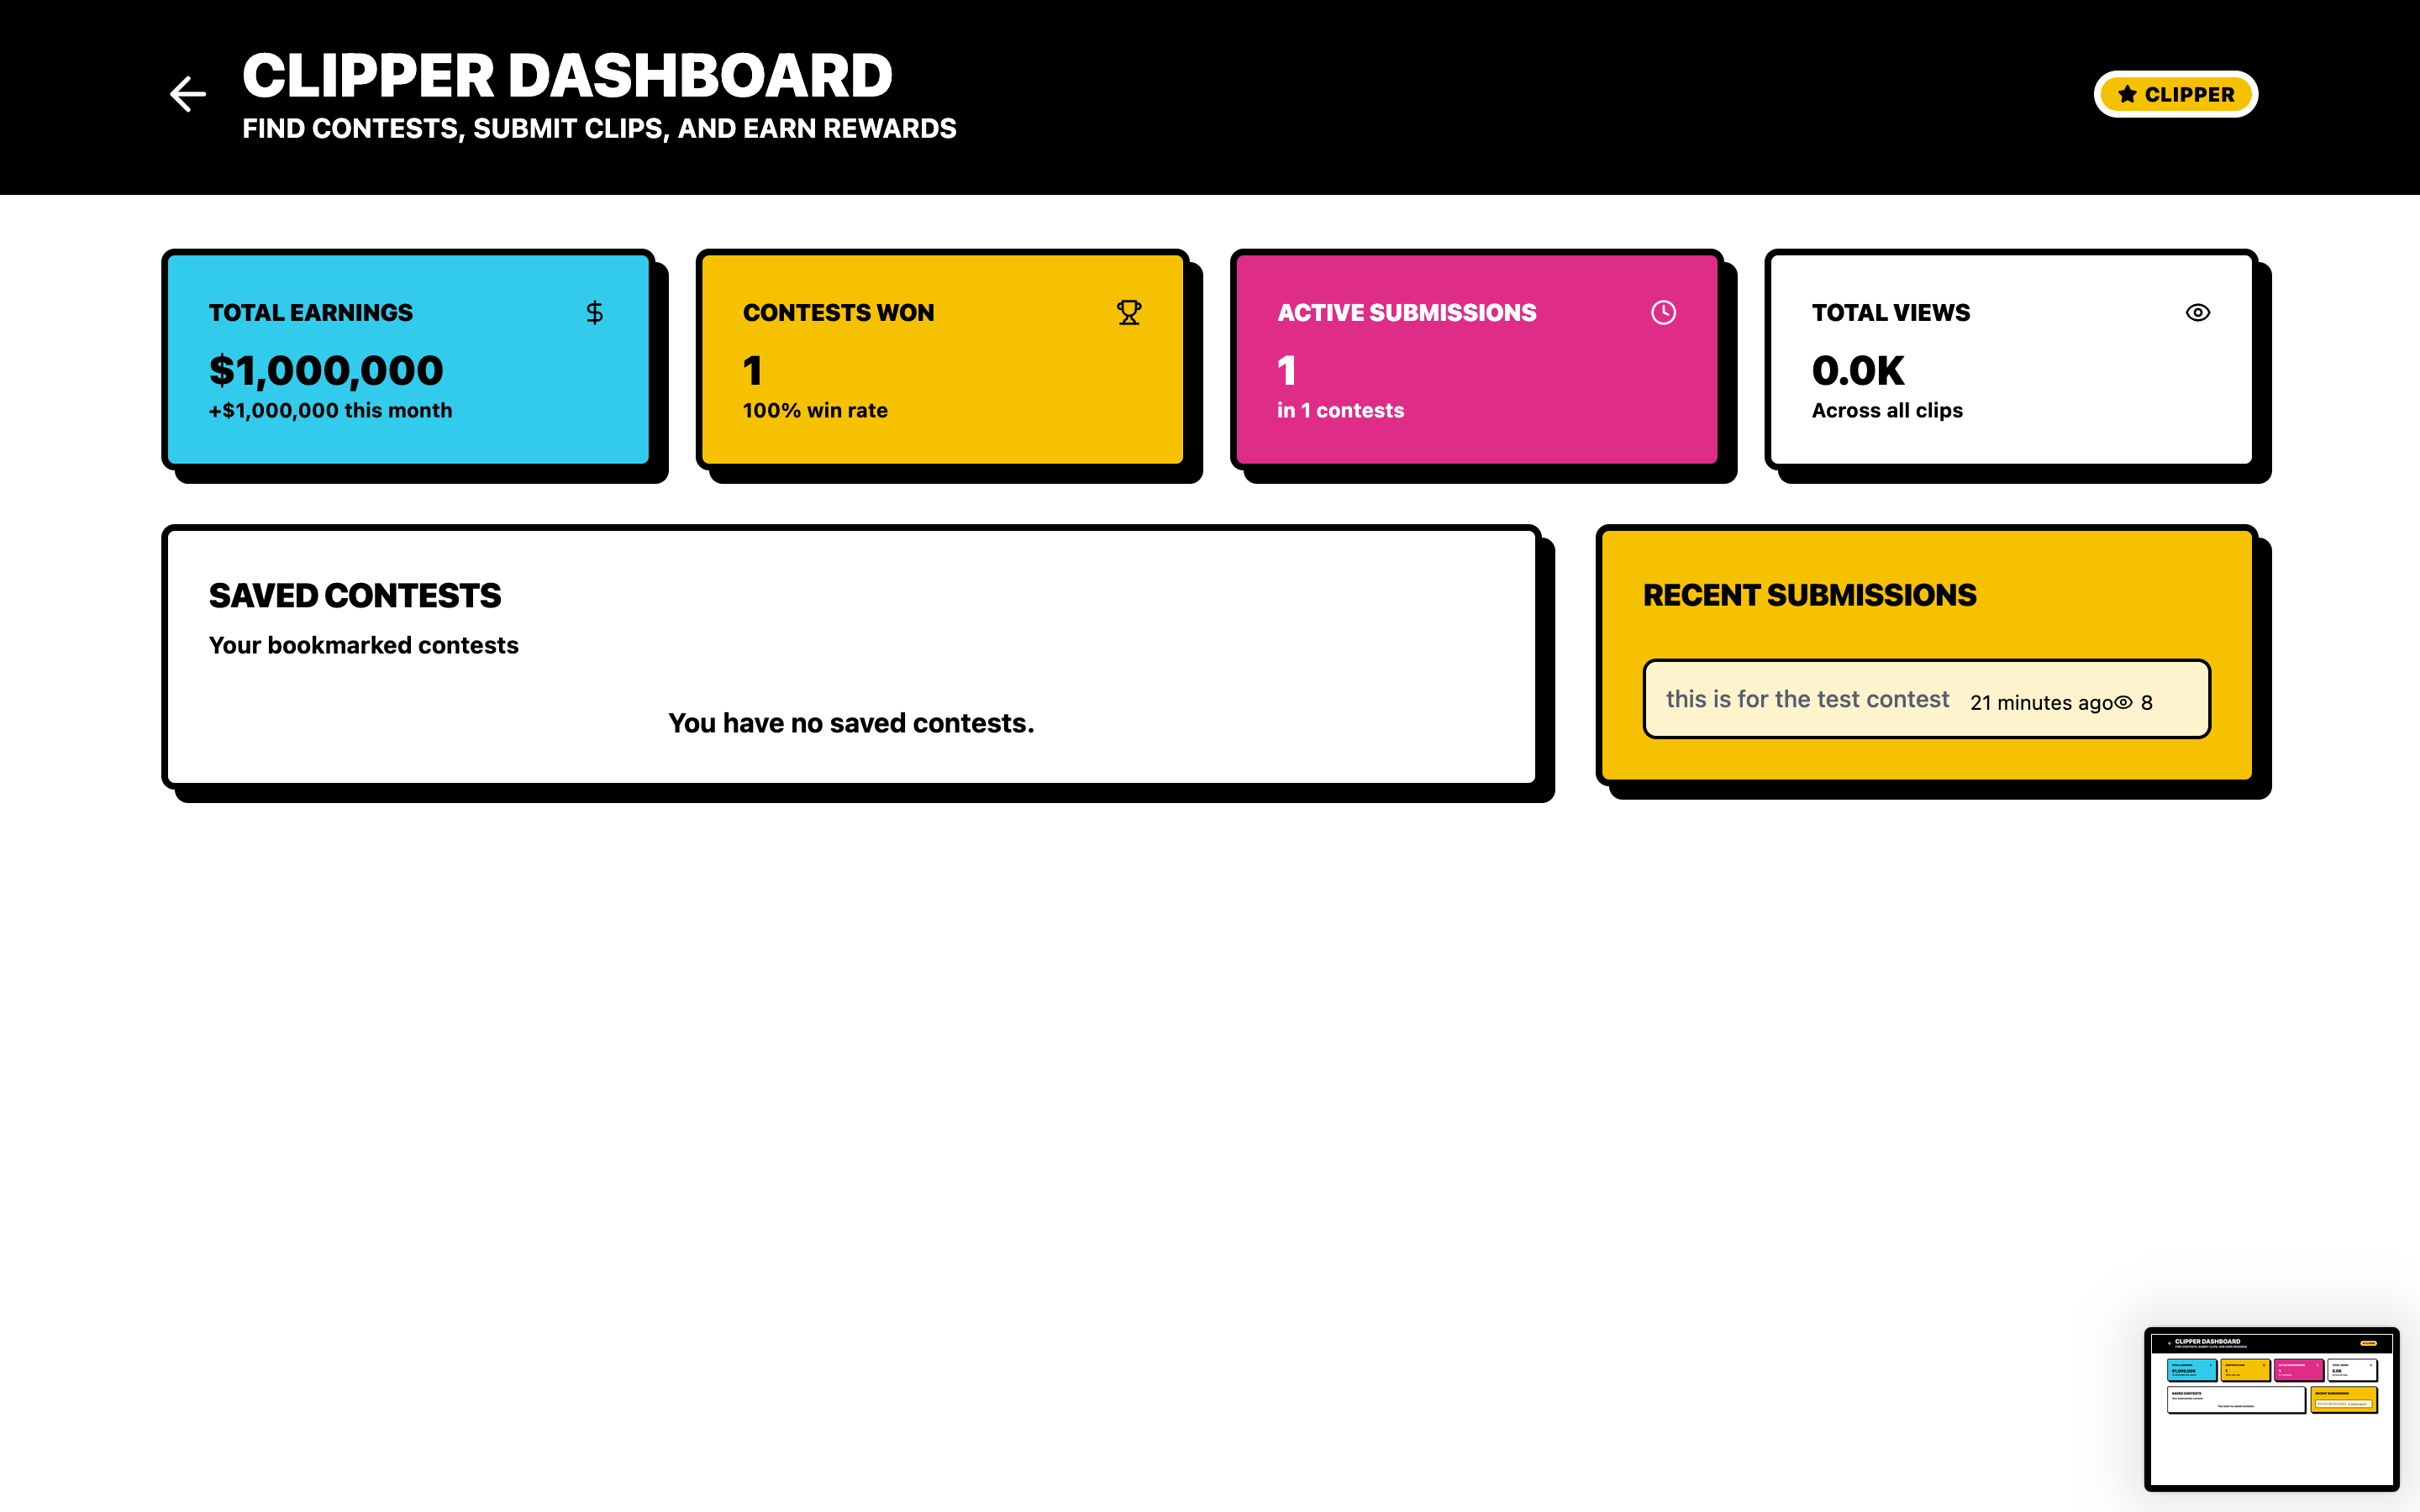 CLIPPER DASHBOARD
FIND CONTESTS, SUBMIT CLIPS, AND EARN REWARDS
CLIPPER
TOTAL EARNINGS
$1,000,000
+$1,000,000 this month
CONTESTS WON
1
100% win rate
ACTIVE SUBMISSIONS
1
in 1 contests
TOTAL VIEWS
0.0K
Across all clips
SAVED CONTESTS
Your bookmarked contests
You have no saved contests.
RECENT SUBMISSIONS
this is for the test contest 21 minutes ago 8
CLIPPER DASHBOARD